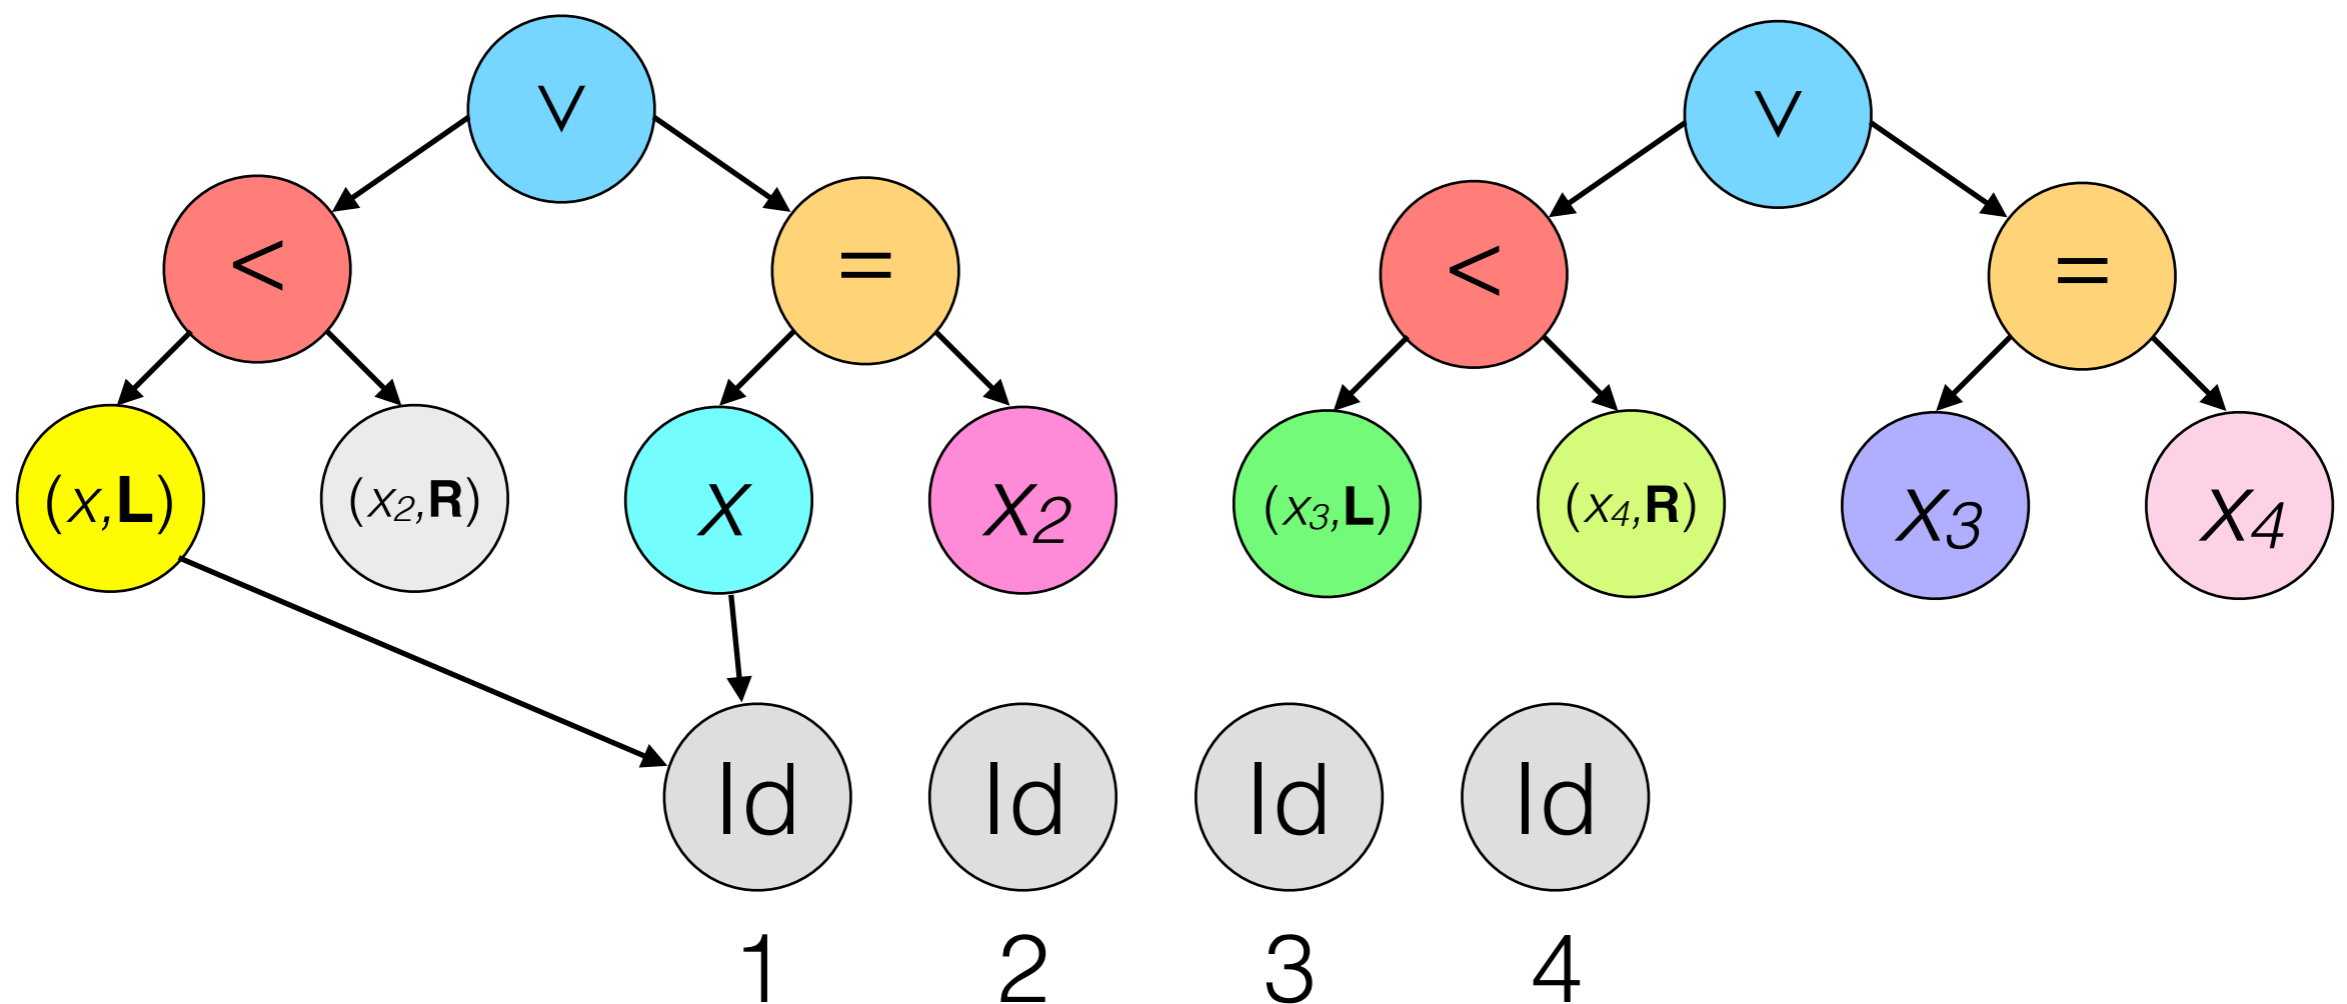 ∨ ∨
< = < =
(x,L) (x₂,R) x x₂ (x₃,L) (x₄,R) x₃ x₄
Id Id Id Id
1 2 3 4